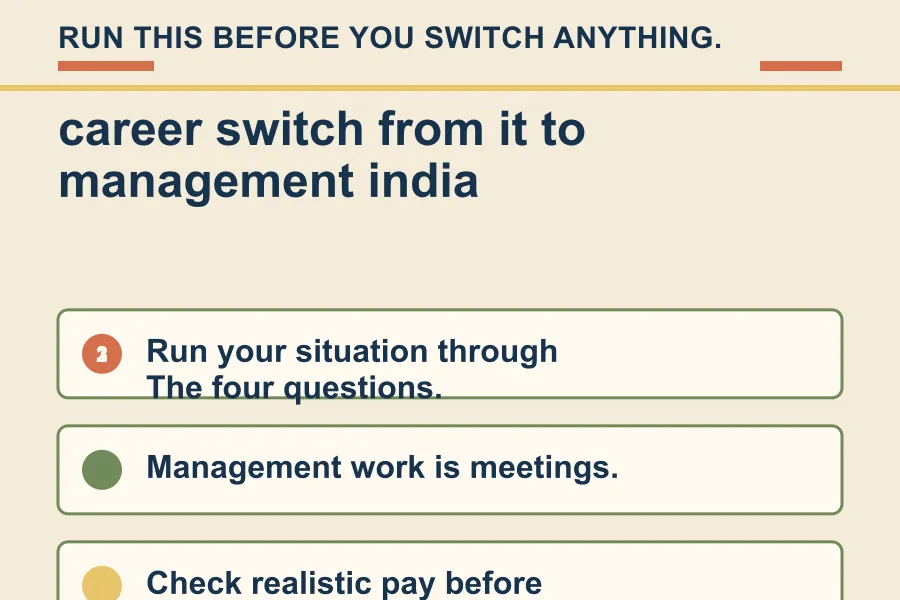 RUN THIS BEFORE YOU SWITCH ANYTHING.
career switch from it to
management india
Run your situation through
The four questions.
Management work is meetings.
Check realistic pay before